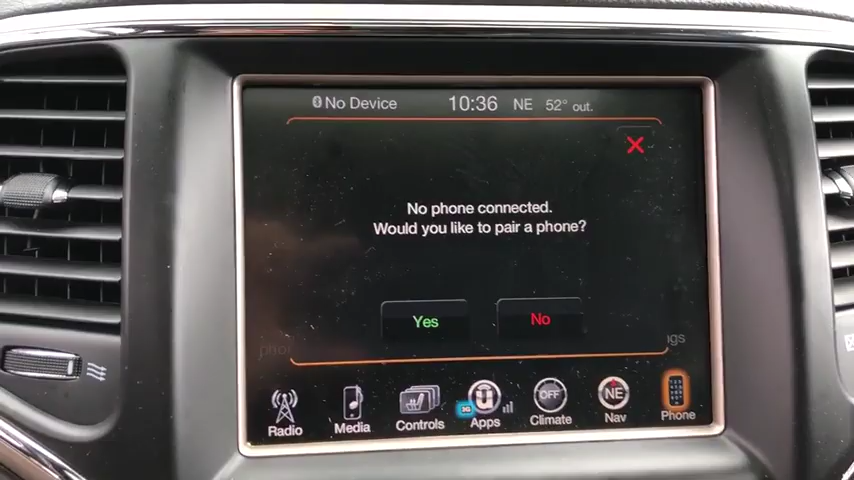 No Device 10:36 NE 52° out.
No phone connected.
Would you like to pair a phone?
Yes No
3G OFF NE
Radio Media Controls Apps Climate Nav Phone